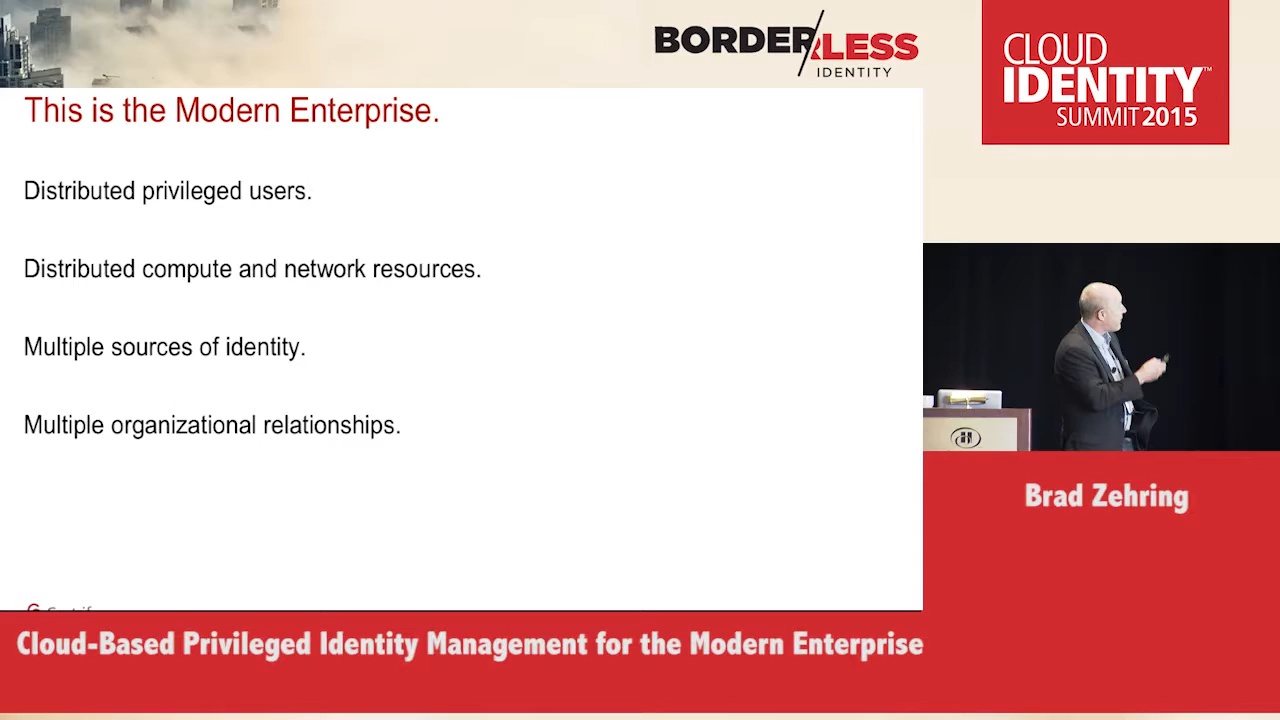 BORDERLESS
IDENTITY
CLOUD
IDENTITY™
SUMMIT 2015
This is the Modern Enterprise.
Distributed privileged users.
Distributed compute and network resources.
Multiple sources of identity.
Multiple organizational relationships.
Brad Zehring
Cloud-Based Privileged Identity Management for the Modern Enterprise